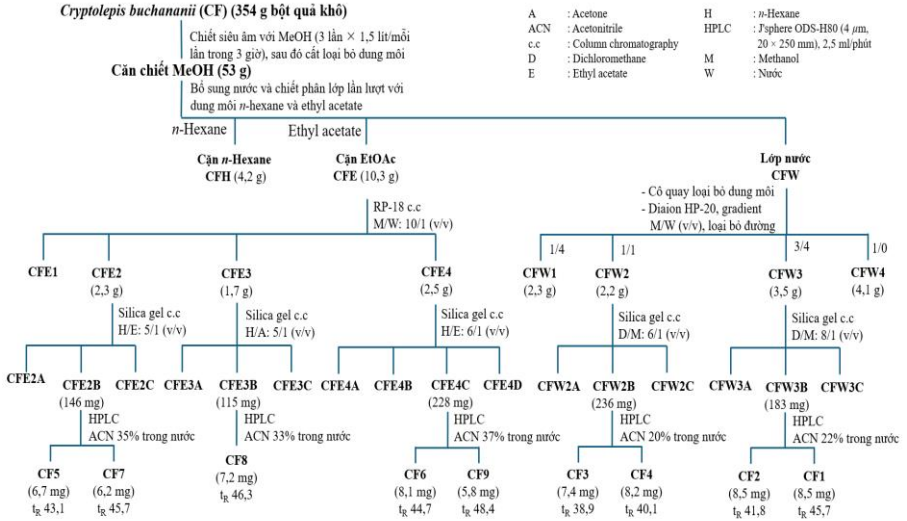 Cryptolepis buchananii (CF) (354 g bột quả khô)
Chiết siêu âm với MeOH (3 lần × 1,5 lít/mỗi
lần trong 3 giờ), sau đó cất loại bỏ dung môi
Căn chiết MeOH (53 g)
Bổ sung nước và chiết phân lớp lần lượt với
dung môi n-hexane và ethyl acetate
A : Acetone
ACN : Acetonitrile
c.c : Column chromatography
D : Dichloromethane
E : Ethyl acetate
H : n-Hexane
HPLC : J'sphere ODS-H80 (4 μm,
20 × 250 mm), 2,5 ml/phút
M : Methanol
W : Nước
n-Hexane
Ethyl acetate
Cặn n-Hexane
CFH (4,2 g)
Cặn EtOAc
CFE (10,3 g)
Lớp nước
CFW
RP-18 c.c
M/W: 10/1 (v/v)
- Cô quay loại bỏ dung môi
- Diaion HP-20, gradient
M/W (v/v), loại bỏ đường
1/4
1/1
3/4
1/0
CFE1
CFE2
(2,3 g)
CFE3
(1,7 g)
CFE4
(2,5 g)
CFW1
(2,3 g)
CFW2
(2,2 g)
CFW3
(3,5 g)
CFW4
(4,1 g)
Silica gel c.c
H/E: 5/1 (v/v)
Silica gel c.c
H/A: 5/1 (v/v)
Silica gel c.c
H/E: 6/1 (v/v)
Silica gel c.c
D/M: 6/1 (v/v)
Silica gel c.c
D/M: 8/1 (v/v)
CFE2A
CFE2B
(146 mg)
CFE2C
CFE3A
CFE3B
(115 mg)
CFE3C
CFE4A
CFE4B
CFE4C
(228 mg)
CFE4D
CFW2A
CFW2B
(236 mg)
CFW2C
CFW3A
CFW3B
(183 mg)
CFW3C
HPLC
ACN 35% trong nước
HPLC
ACN 33% trong nước
HPLC
ACN 37% trong nước
HPLC
ACN 20% trong nước
HPLC
ACN 22% trong nước
CF5
(6,7 mg)
tR 43,1
CF7
(6,2 mg)
tR 45,7
CF8
(7,2 mg)
tR 46,3
CF6
(8,1 mg)
tR 44,7
CF9
(5,8 mg)
tR 48,4
CF3
(7,4 mg)
tR 38,9
CF4
(8,2 mg)
tR 40,1
CF2
(8,5 mg)
tR 41,8
CF1
(8,5 mg)
tR 45,7